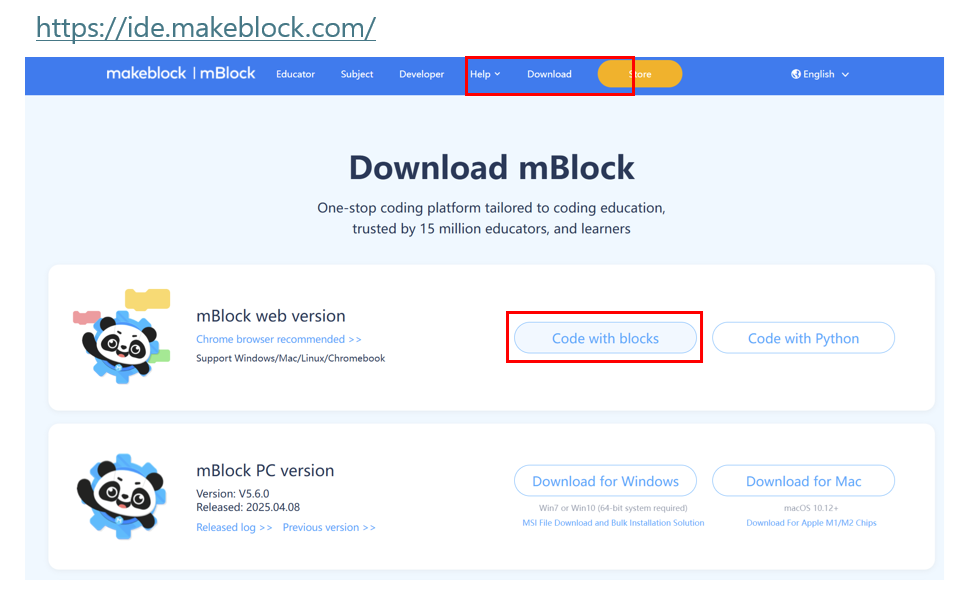 https://ide.makeblock.com/
makeblock | mBlock Educator Subject Developer Help Download Store English
Download mBlock
One-stop coding platform tailored to coding education,
trusted by 15 million educators, and learners
mBlock web version
Chrome browser recommended >>
Support Windows/Mac/Linux/Chromebook
Code with blocks Code with Python
mBlock PC version
Version: V5.6.0
Released: 2025.04.08
Released log >> Previous version >>
Download for Windows Download for Mac
Win7 or Win10 (64-bit system required) macOS 10.12+
MSI File Download and Bulk Installation Solution Download For Apple M1/M2 Chips